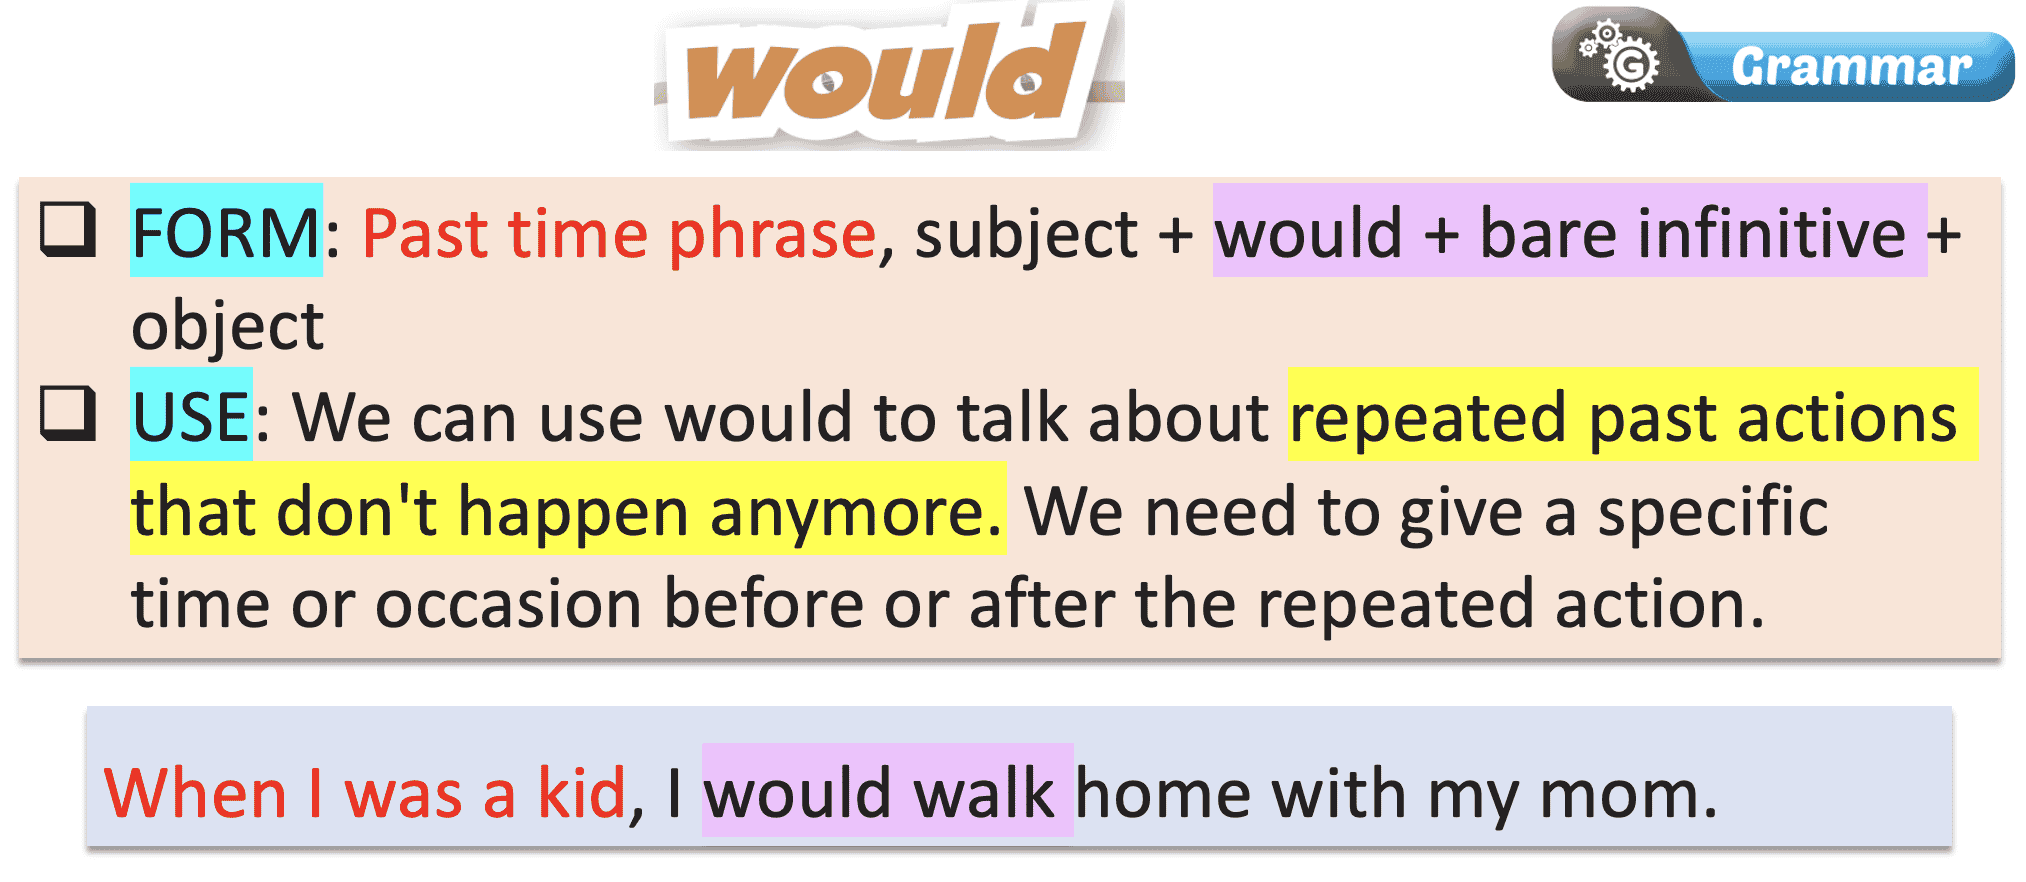 would
Grammar
FORM: Past time phrase, subject + would + bare infinitive +
object
USE: We can use would to talk about repeated past actions
that don't happen anymore. We need to give a specific
time or occasion before or after the repeated action.
When I was a kid, I would walk home with my mom.